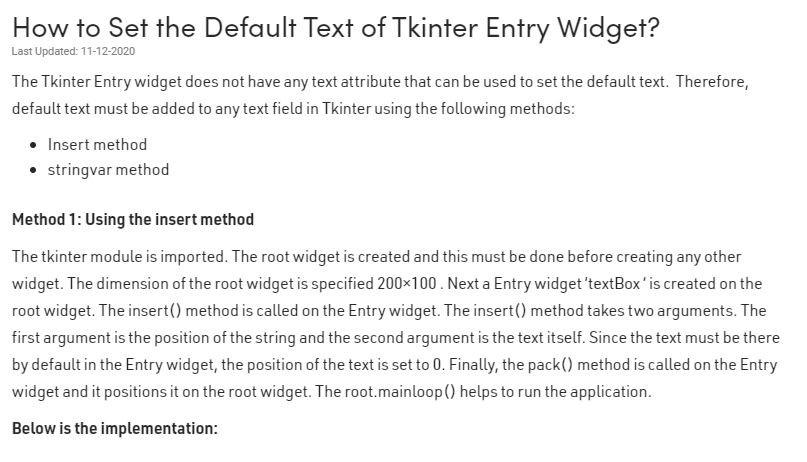 How to Set the Default Text of Tkinter Entry Widget?
Last Updated: 11-12-2020
The Tkinter Entry widget does not have any text attribute that can be used to set the default text.  Therefore,
default text must be added to any text field in Tkinter using the following methods:
• Insert method
• stringvar method
Method 1: Using the insert method
The tkinter module is imported. The root widget is created and this must be done before creating any other
widget. The dimension of the root widget is specified 200×100 . Next a Entry widget ‘textBox ‘ is created on the
root widget. The insert() method is called on the Entry widget. The insert() method takes two arguments. The
first argument is the position of the string and the second argument is the text itself. Since the text must be there
by default in the Entry widget, the position of the text is set to 0. Finally, the pack() method is called on the Entry
widget and it positions it on the root widget. The root.mainloop() helps to run the application.
Below is the implementation: